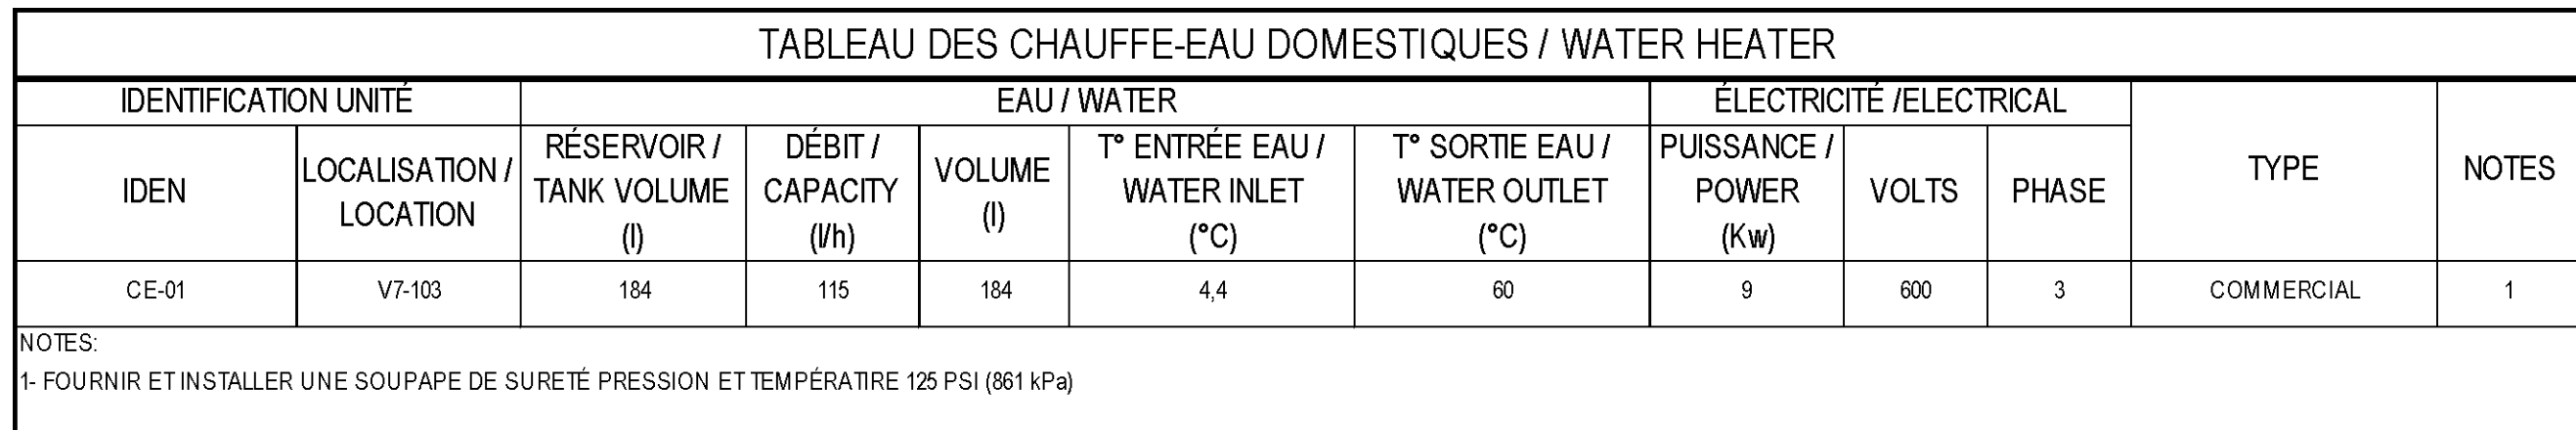 TABLEAU DES CHAUFFE-EAU DOMESTIQUES / WATER HEATER
IDENTIFICATION UNITÉ
EAU / WATER
ÉLECTRICITÉ /ELECTRICAL
IDEN
LOCALISATION /
LOCATION
RÉSERVOIR /
TANK VOLUME
(l)
DÉBIT /
CAPACITY
(l/h)
VOLUME
(l)
T° ENTRÉE EAU /
WATER INLET
(°C)
T° SORTIE EAU /
WATER OUTLET
(°C)
PUISSANCE /
POWER
(Kw)
VOLTS
PHASE
TYPE
NOTES
CE-01
V7-103
184
115
184
4,4
60
9
600
3
COMMERCIAL
1
NOTES:
1- FOURNIR ET INSTALLER UNE SOUPAPE DE SURETÉ PRESSION ET TEMPÉRATIRE 125 PSI (861 kPa)